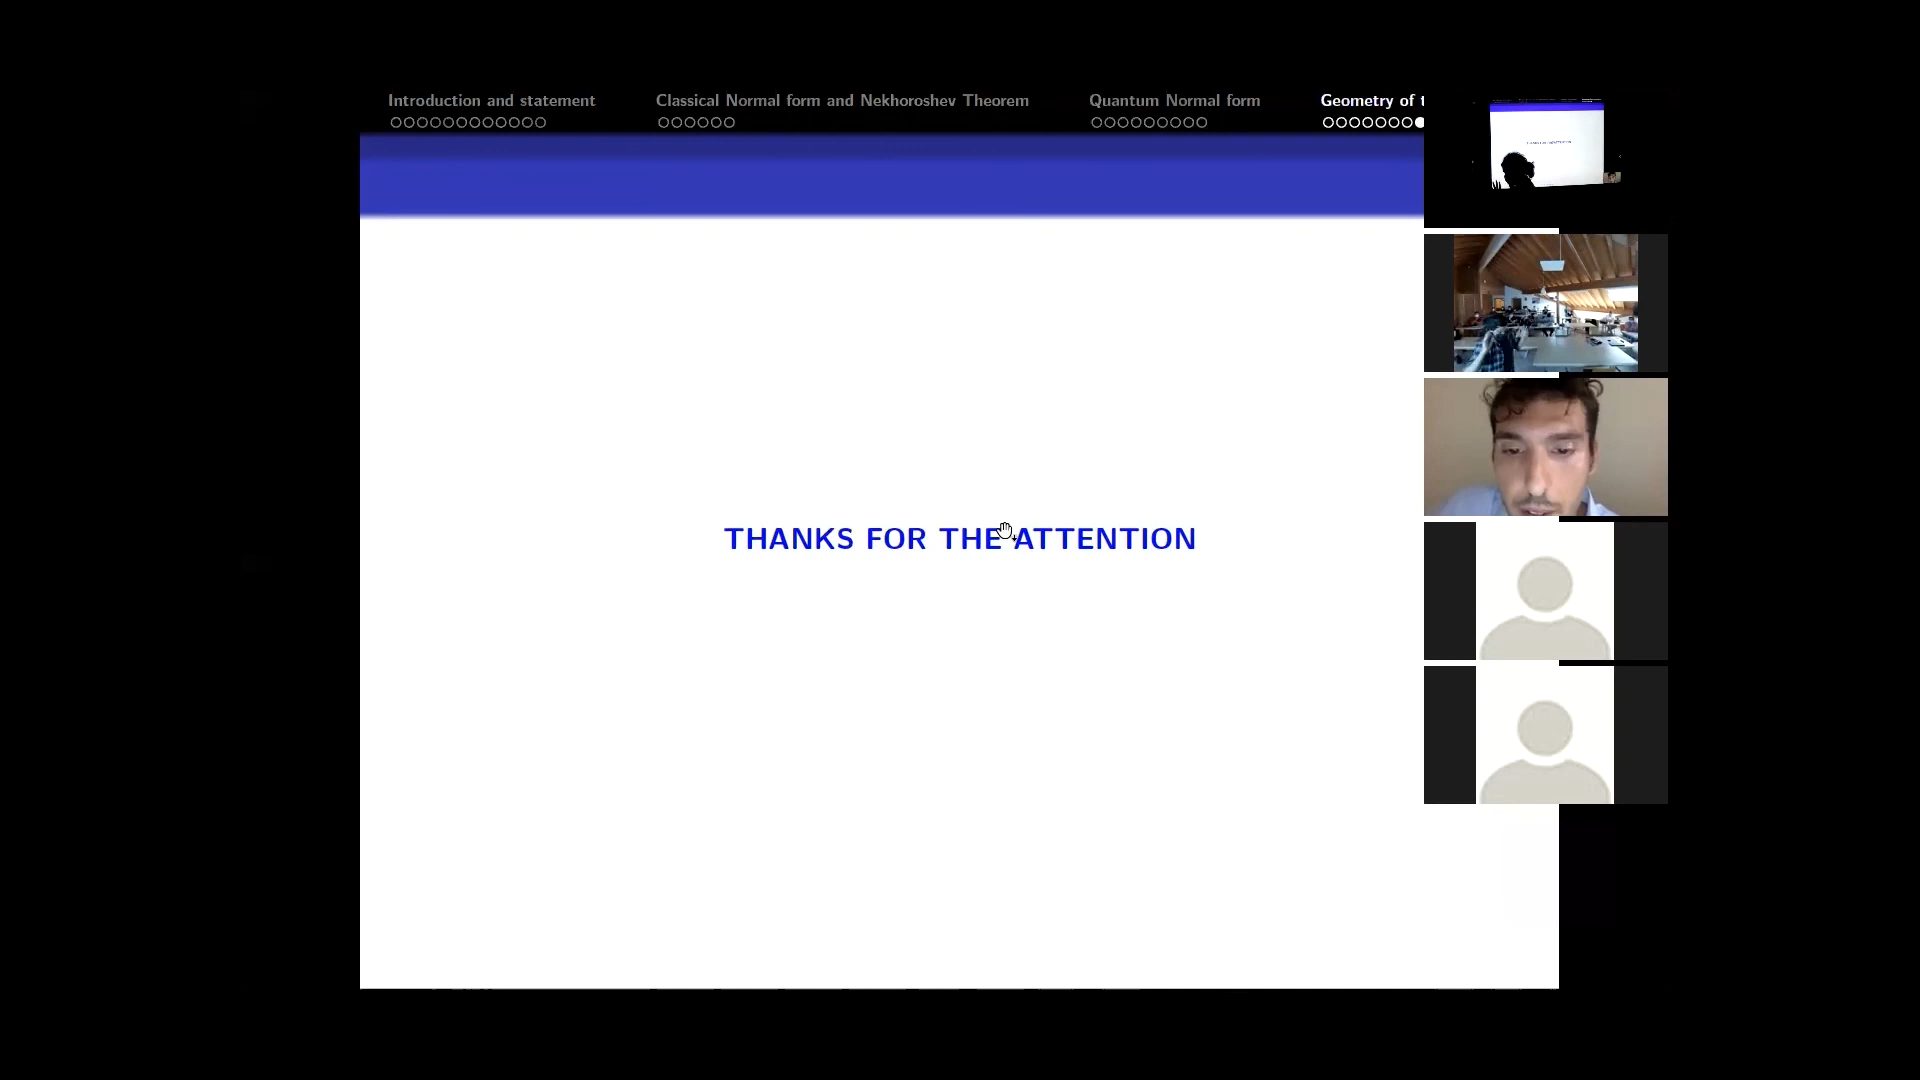 Introduction and statement
Classical Normal form and Nekhoroshev Theorem
Quantum Normal form
Geometry of t
THANKS FOR THE ATTENTION